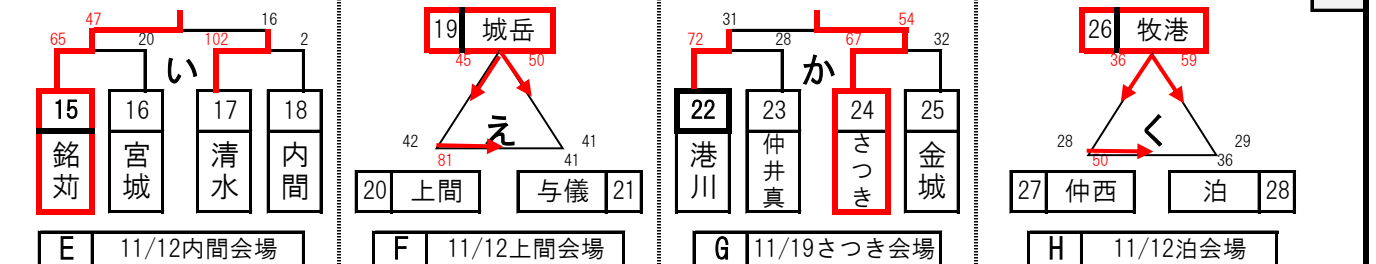 47 16
65 20 102 2
い
15 16 17 18
銘苅 宮城 清水 内間
E 11/12内間会場
19 城岳
45 50
え
42 41
81 41
20 上間 与儀 21
F 11/12上間会場
31 54
72 28 67 32
か
22 23 24 25
港川 仲井真 さつき 金城
G 11/19さつき会場
26 牧港
36 59
く
28 29
50 36
27 仲西 泊 28
H 11/12泊会場